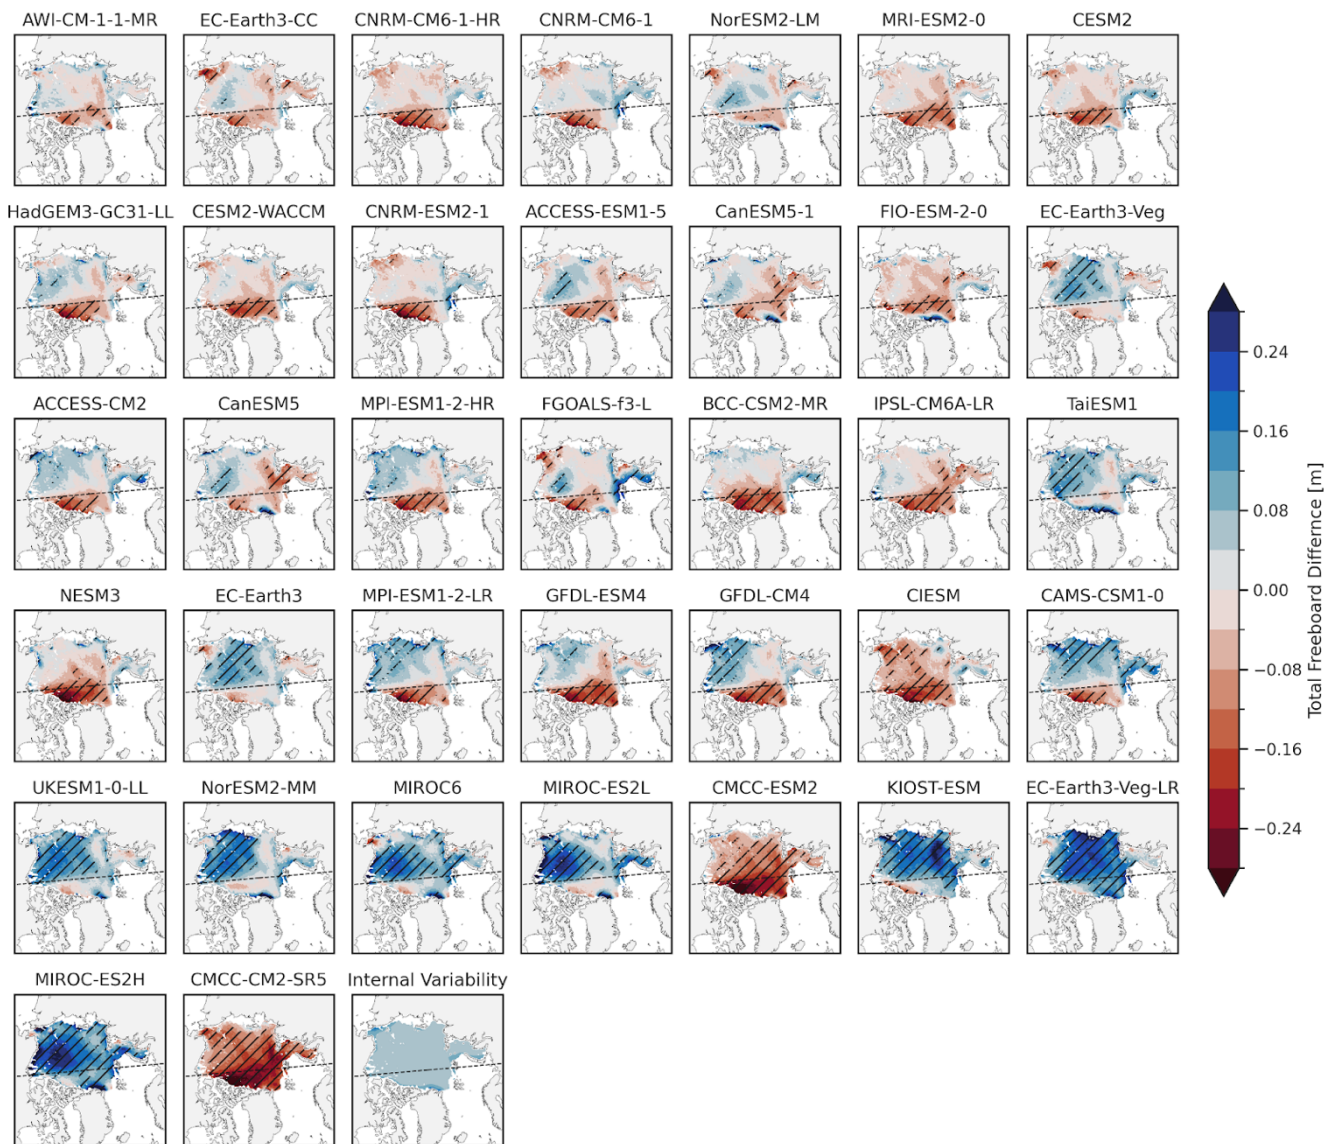 AWI-CM-1-1-MR EC-Earth3-CC CNRM-CM6-1-HR CNRM-CM6-1 NorESM2-LM MRI-ESM2-0 CESM2
HadGEM3-GC31-LL CESM2-WACCM CNRM-ESM2-1 ACCESS-ESM1-5 CanESM5-1 FIO-ESM-2-0 EC-Earth3-Veg
ACCESS-CM2 CanESM5 MPI-ESM1-2-HR FGOALS-f3-L BCC-CSM2-MR IPSL-CM6A-LR TaiESM1
NESM3 EC-Earth3 MPI-ESM1-2-LR GFDL-ESM4 GFDL-CM4 CIESM CAMS-CSM1-0
UKESM1-0-LL NorESM2-MM MIROC6 MIROC-ES2L CMCC-ESM2 KIOST-ESM EC-Earth3-Veg-LR
MIROC-ES2H CMCC-CM2-SR5 Internal Variability
0.24
0.16
0.08
0.00
−0.08
−0.16
−0.24
Total Freeboard Differnce [m]